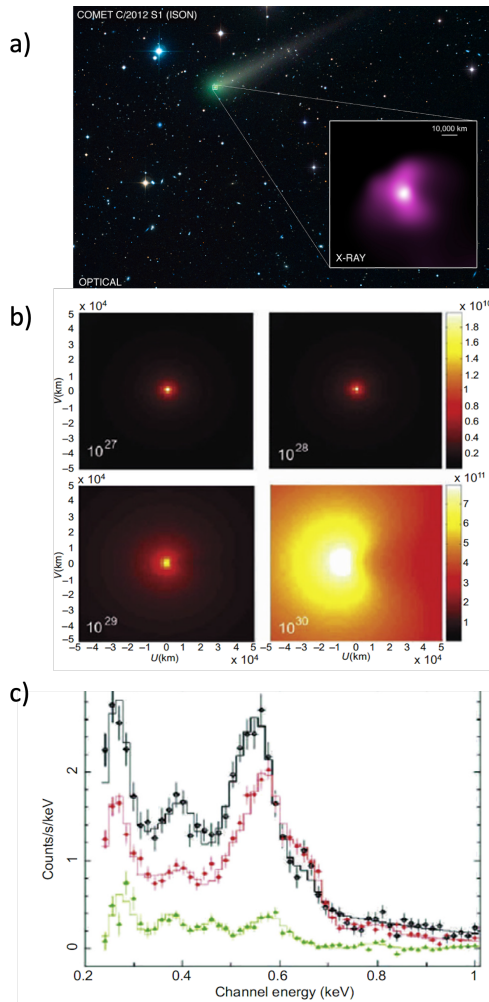 a)
COMET C/2012 S1 (ISON)
10,000 km
X-RAY
OPTICAL
b)
x 10⁴
x 10¹⁰
5
4
3
2
1
0
−1
−2
−3
−4
−5
V(km)
10²⁷
10²⁸
1.8
1.6
1.4
1.2
1.0
0.8
0.6
0.4
0.2
x 10⁴
x 10¹¹
5
4
3
2
1
0
−1
−2
−3
−4
−5
V(km)
10²⁹
10³⁰
7
6
5
4
3
2
1
−5 −4 −3 −2 −1 0 1 2 3 4 5
−5 −4 −3 −2 −1 0 1 2 3 4 5
U(km) x 10⁴
U(km) x 10⁴
c)
Counts/s/keV
2
1
0
0.2 0.4 0.6 0.8 1
Channel energy (keV)